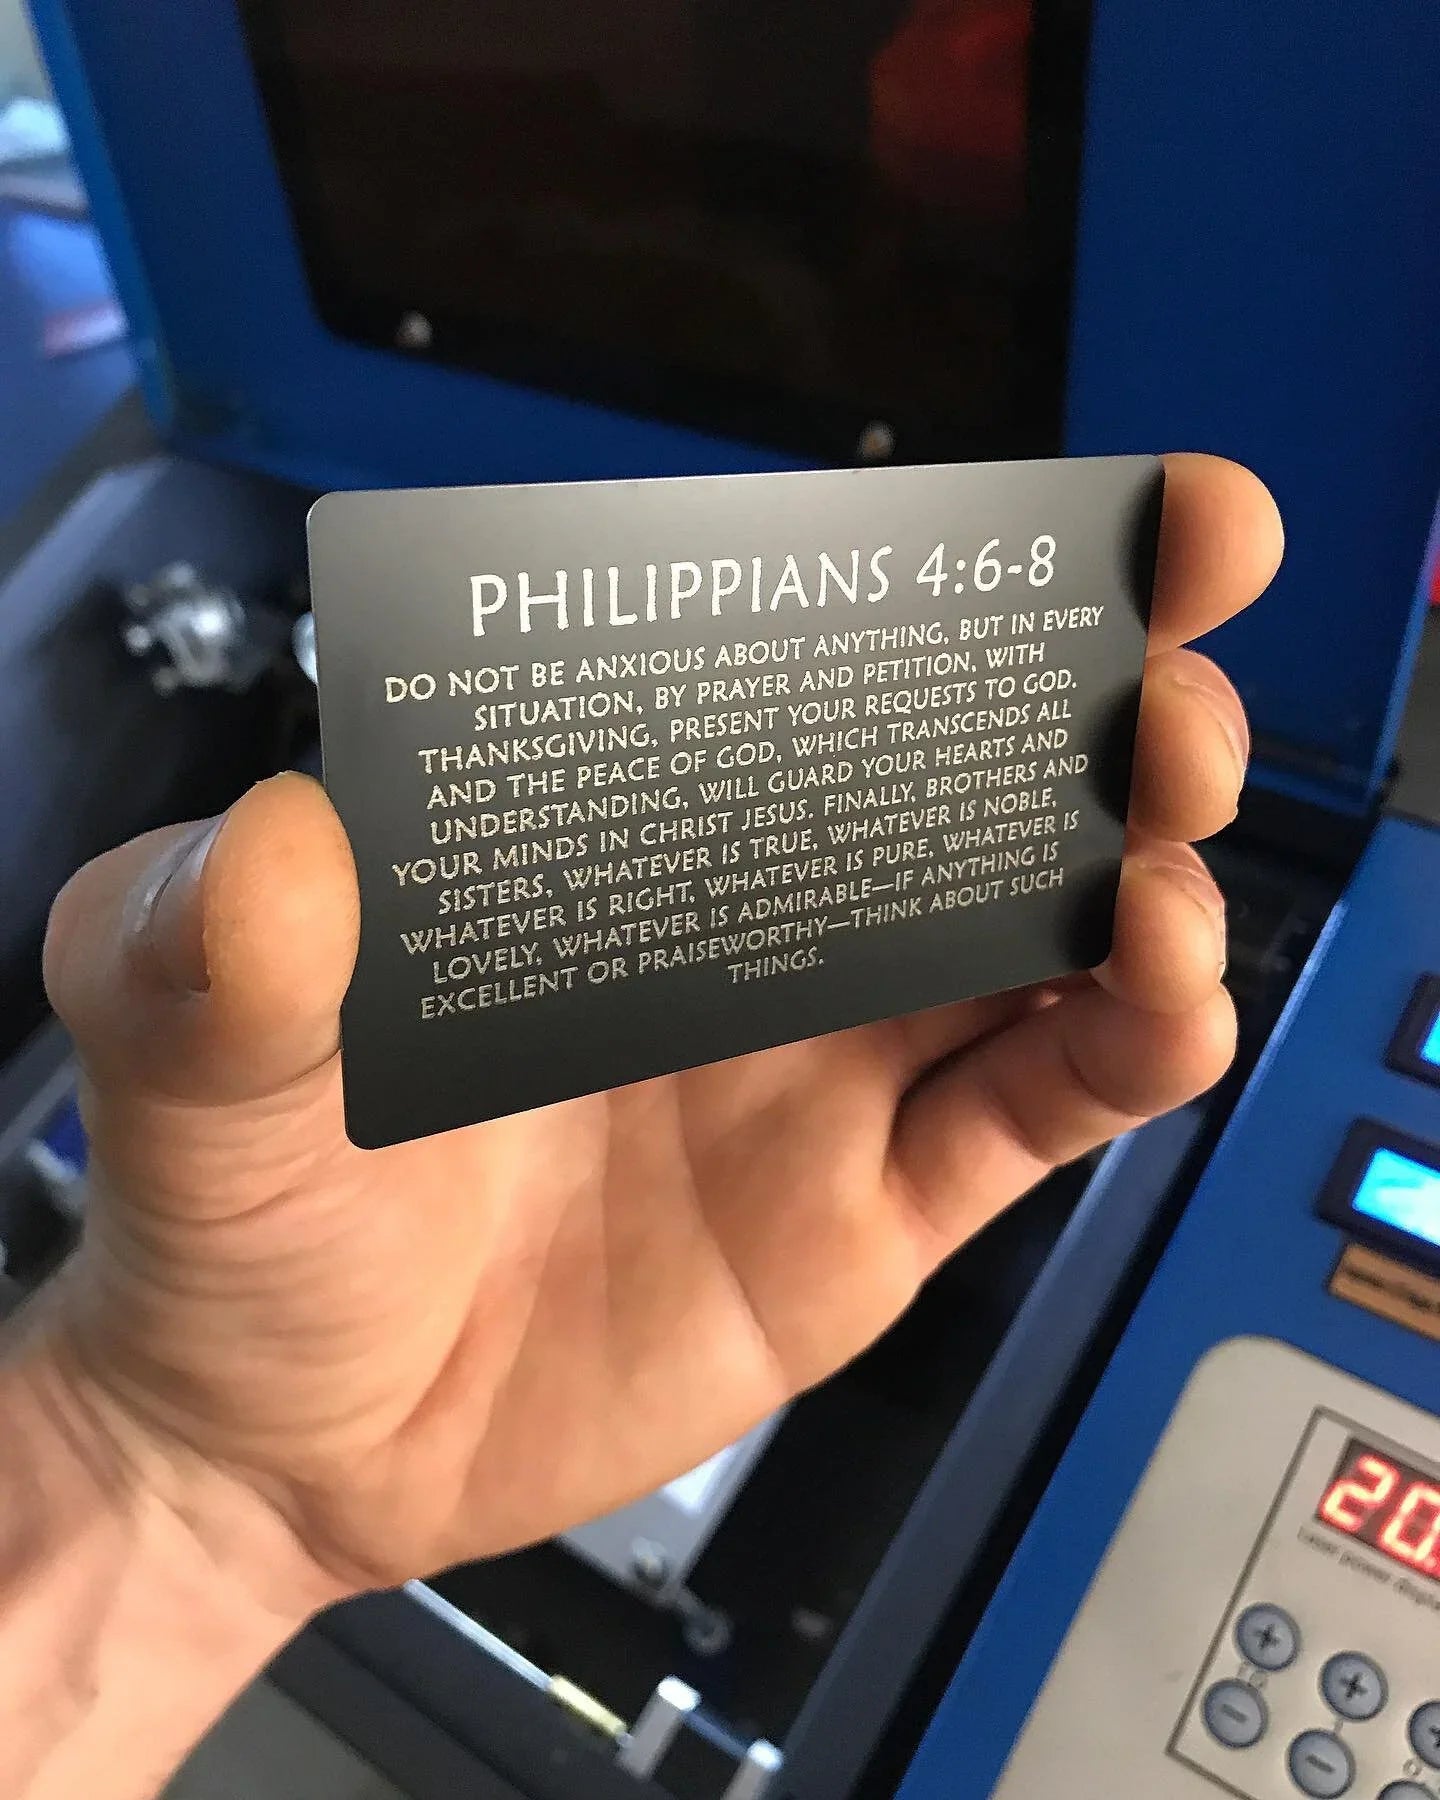 PHILIPPIANS 4:6-8
DO NOT BE ANXIOUS ABOUT ANYTHING, BUT IN EVERY
SITUATION, BY PRAYER AND PETITION, WITH
THANKSGIVING, PRESENT YOUR REQUESTS TO GOD.
AND THE PEACE OF GOD, WHICH TRANSCENDS ALL
UNDERSTANDING, WILL GUARD YOUR HEARTS AND
YOUR MINDS IN CHRIST JESUS. FINALLY, BROTHERS AND
SISTERS, WHATEVER IS TRUE, WHATEVER IS NOBLE,
WHATEVER IS RIGHT, WHATEVER IS PURE, WHATEVER IS
LOVELY, WHATEVER IS ADMIRABLE—IF ANYTHING IS
EXCELLENT OR PRAISEWORTHY—THINK ABOUT SUCH
THINGS.
20.
Laser power display